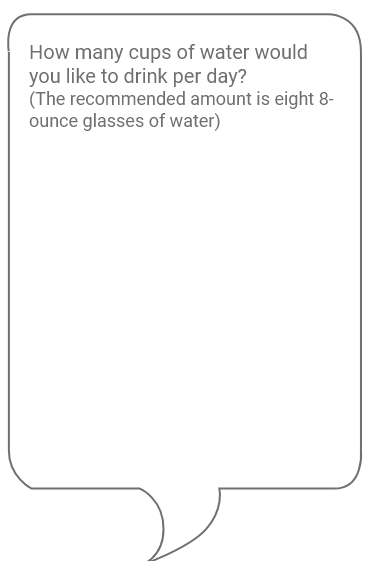 How many cups of water would
you like to drink per day?
(The recommended amount is eight 8-
ounce glasses of water)